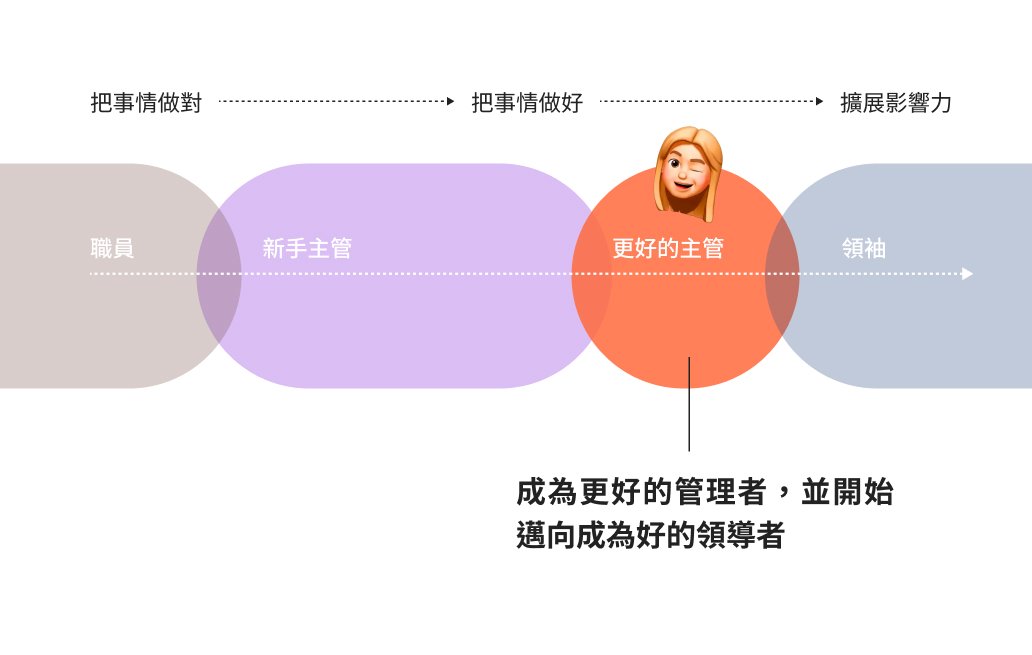 把事情做對
把事情做好
擴展影響力
職員
新手主管
更好的主管
領袖
成為更好的管理者，並開始
邁向成為好的領導者